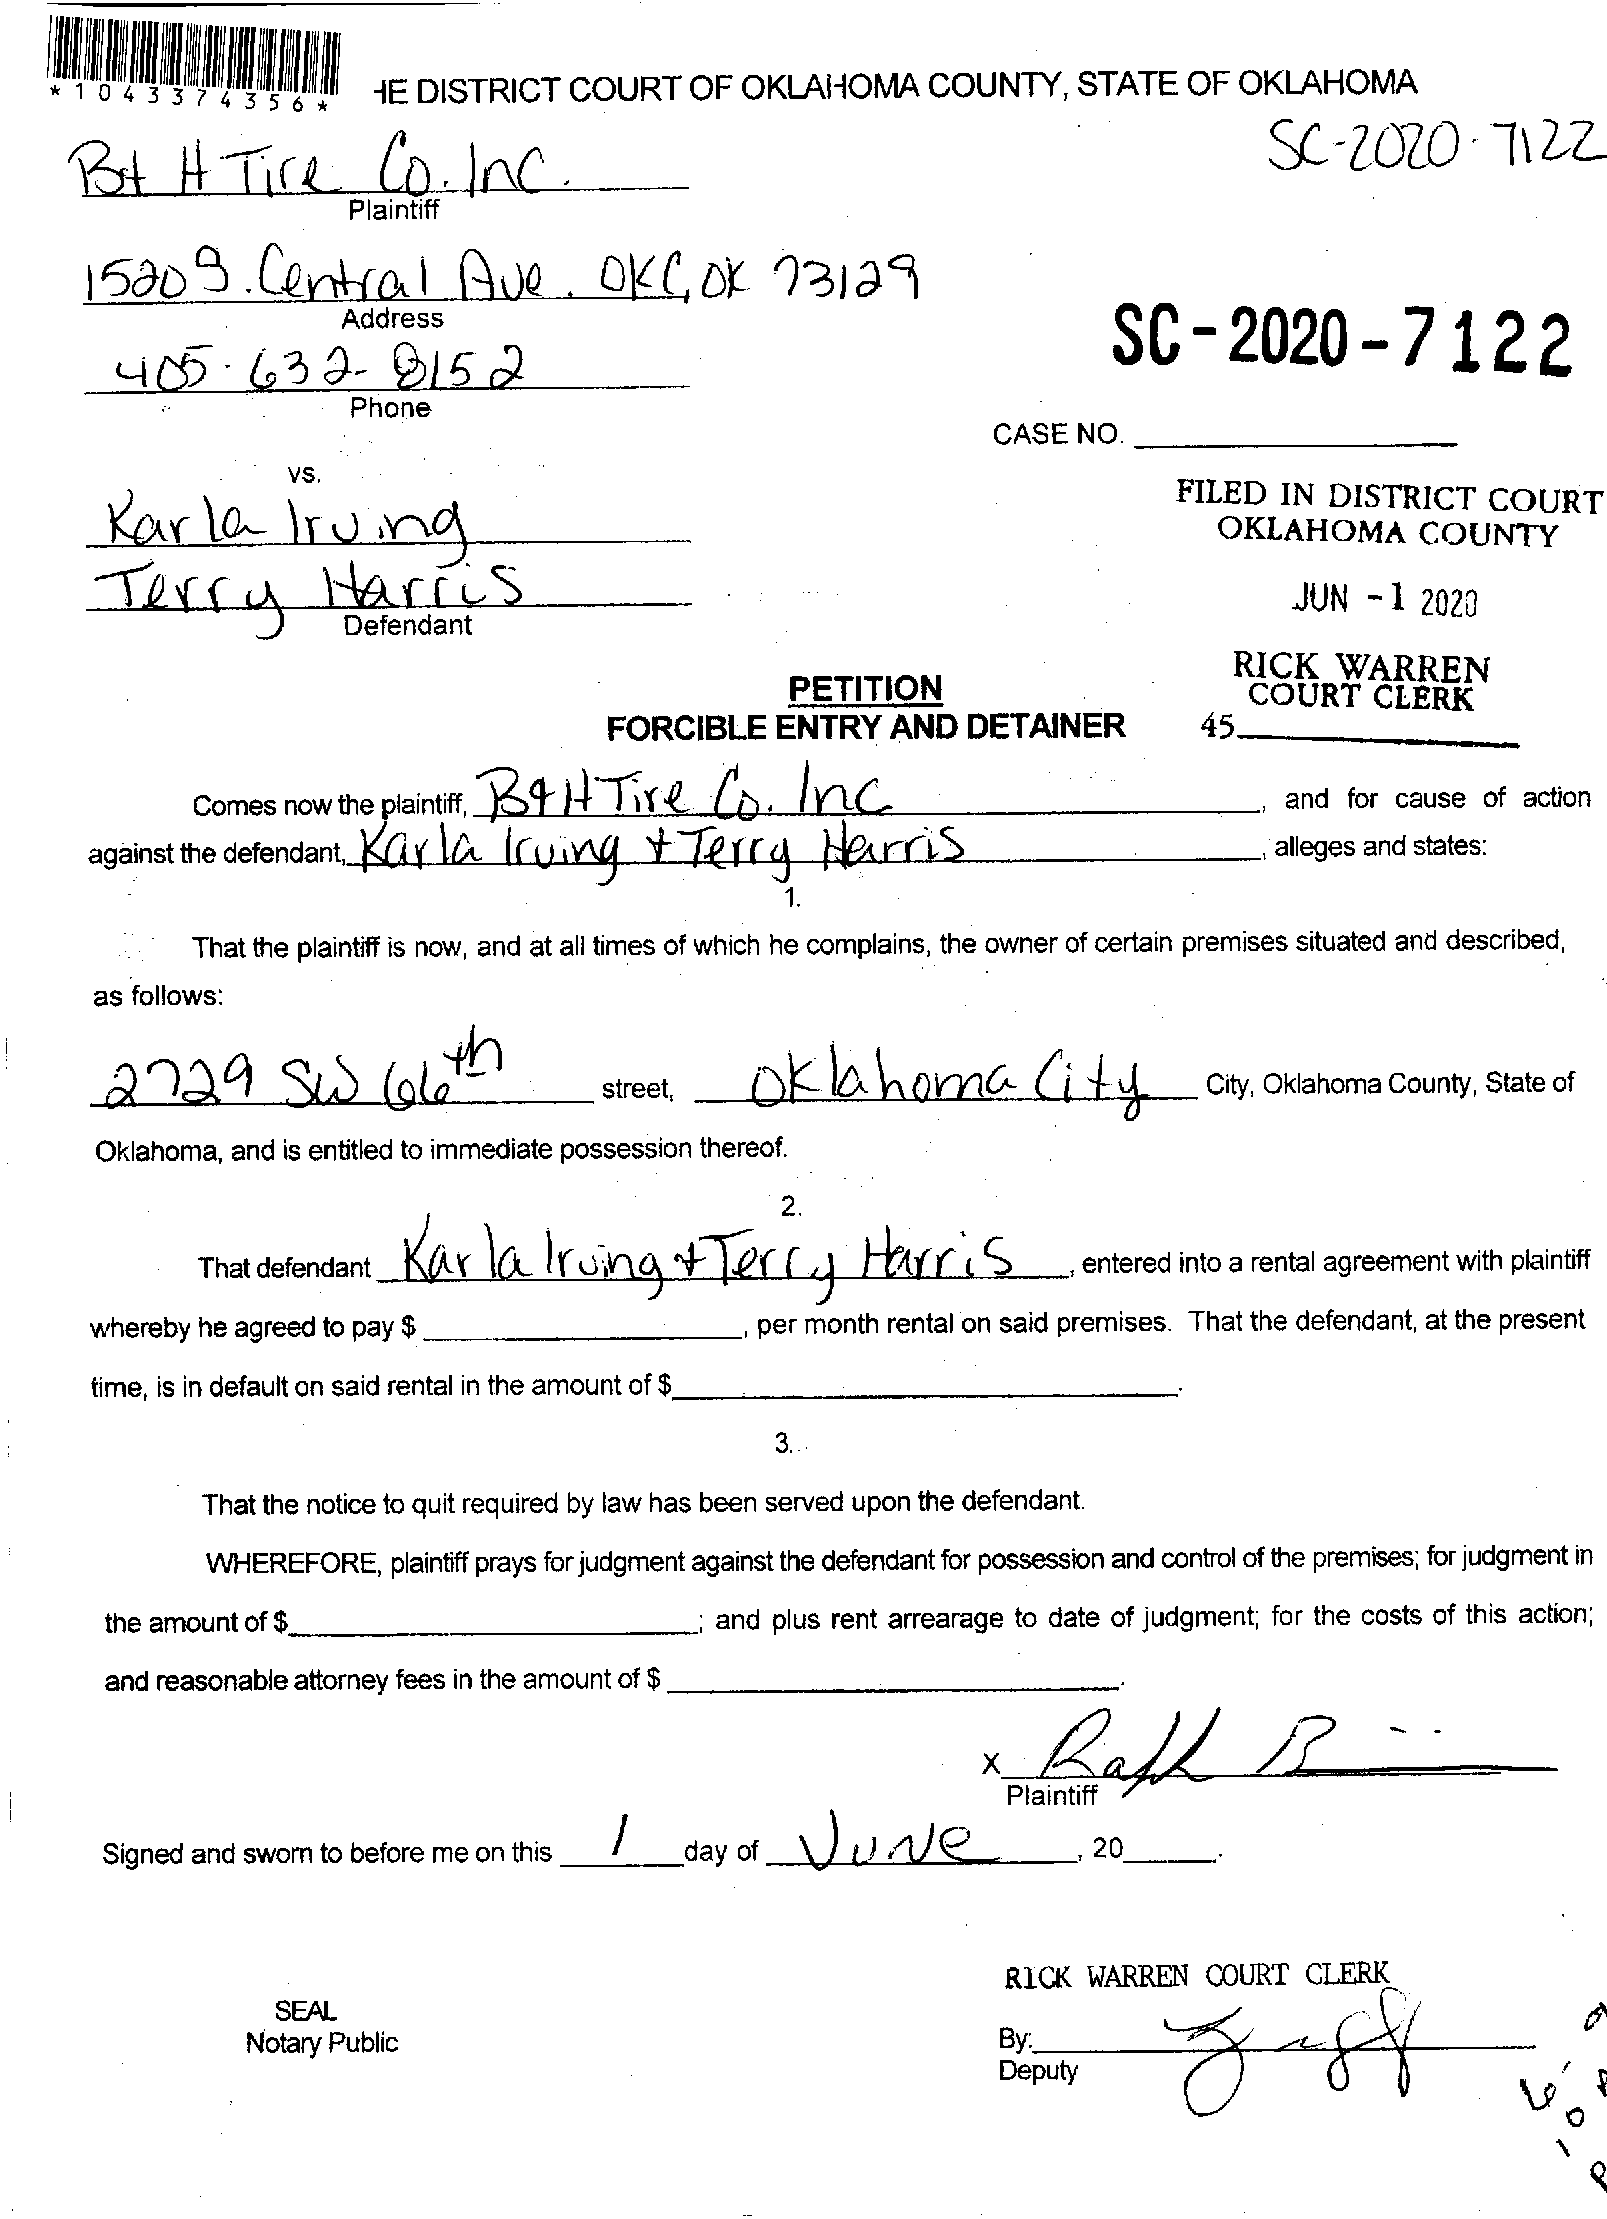 *1043374356*
HE DISTRICT COURT OF OKLAHOMA COUNTY, STATE OF OKLAHOMA
SC-2020-7122
B+H Tire Co. Inc.
Plaintiff
1520 S. Central Ave. OKC, OK 73129
Address
SC-2020-7122
405-632-8152
Phone
CASE NO.
vs.
FILED IN DISTRICT COURT
OKLAHOMA COUNTY
Karla Irving
Terry Harris
Defendant
JUN -1 2020
RICK WARREN
COURT CLERK
45
PETITION
FORCIBLE ENTRY AND DETAINER
Comes now the plaintiff, B&H Tire Co. Inc, and for cause of action
against the defendant, Karla Irving + Terry Harris, alleges and states:
1.
That the plaintiff is now, and at all times of which he complains, the owner of certain premises situated and described,
as follows:
2729 SW 66th street, Oklahoma City City, Oklahoma County, State of
Oklahoma, and is entitled to immediate possession thereof.
2.
That defendant Karla Irving + Terry Harris, entered into a rental agreement with plaintiff
whereby he agreed to pay $, per month rental on said premises. That the defendant, at the present
time, is in default on said rental in the amount of $.
3.
That the notice to quit required by law has been served upon the defendant.
WHEREFORE, plaintiff prays for judgment against the defendant for possession and control of the premises; for judgment in
the amount of $; and plus rent arrearage to date of judgment; for the costs of this action;
and reasonable attorney fees in the amount of $.
X
Plaintiff
Signed and sworn to before me on this 1 day of June, 20.
RICK WARREN COURT CLERK
SEAL
Notary Public
By:
Deputy